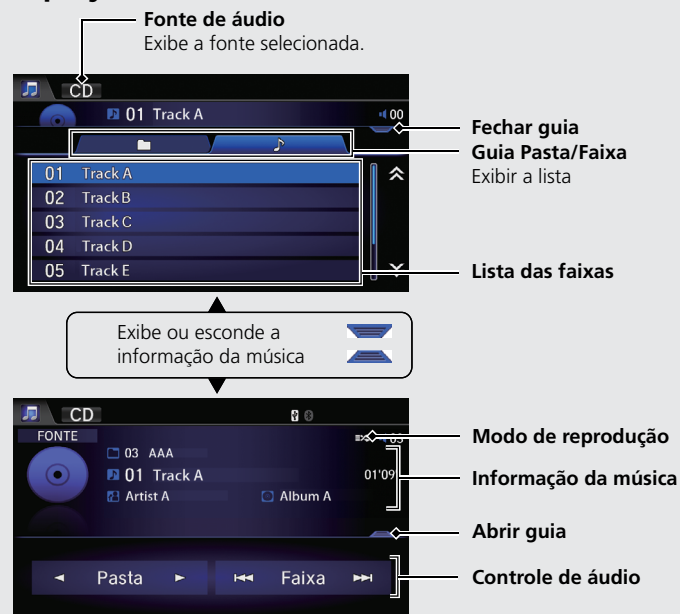 Fonte de áudio
Exibe a fonte selecionada.
CD
01 Track A
00
Fechar guia
Guia Pasta/Faixa
Exibir a lista
01 Track A
02 Track B
03 Track C
04 Track D
05 Track E
Lista das faixas
Exibe ou esconde a
informação da música
CD
FONTE
03 AAA
01 Track A
01'09
Artist A
Album A
Modo de reprodução
Informação da música
Abrir guia
Pasta
Faixa
Controle de áudio